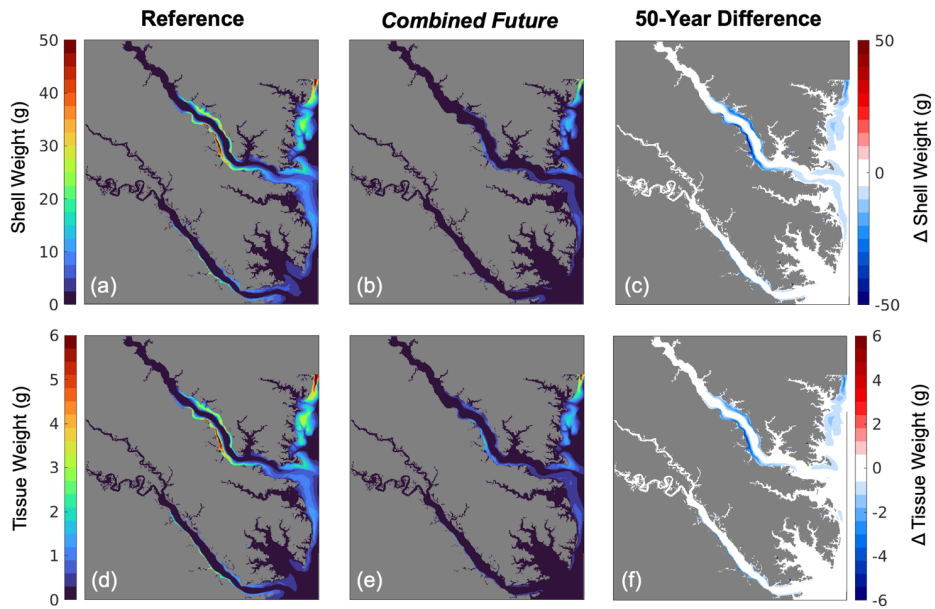 Reference Combined Future 50-Year Difference
Shell Weight (g)
50
40
30
20
10
0
(a)
(b)
(c)
50
0
-50
Δ Shell Weight (g)
Tissue Weight (g)
6
5
4
3
2
1
0
(d)
(e)
(f)
6
4
2
0
-2
-4
-6
Δ Tissue Weight (g)